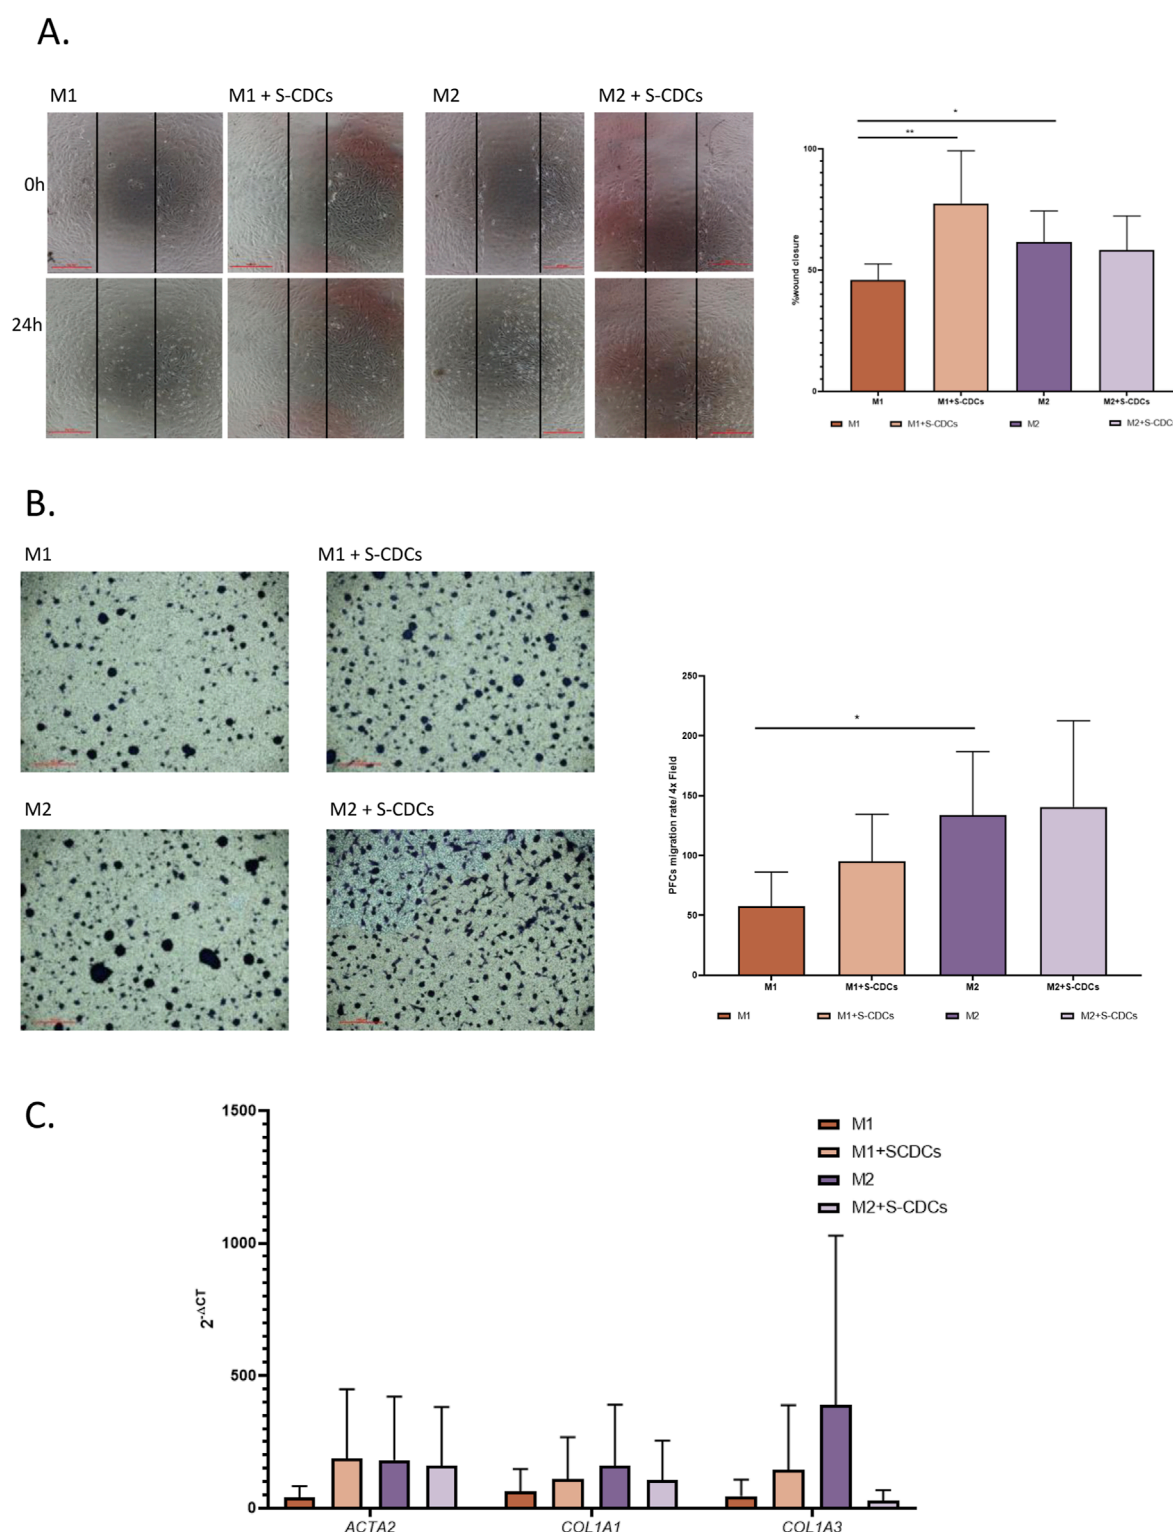 A.
M1 M1 + S-CDCs M2 M2 + S-CDCs
0h
24h
* 
**
%wound closure
100
50
0
M1 M1+S-CDCs M2 M2+S-CDCs
M1 M1+S-CDCs M2 M2+S-CDC
B.
M1 M1 + S-CDCs
M2 M2 + S-CDCs
*
PFCs migration rate/ 4x Field
250
200
150
100
50
0
M1 M1+S-CDCs M2 M2+S-CDCs
M1 M1+S-CDCs M2 M2+S-CDCs
C.
M1
M1+SCDCs
M2
M2+S-CDCs
2^-ΔCT
1500
1000
500
0
ACTA2 COL1A1 COL1A3